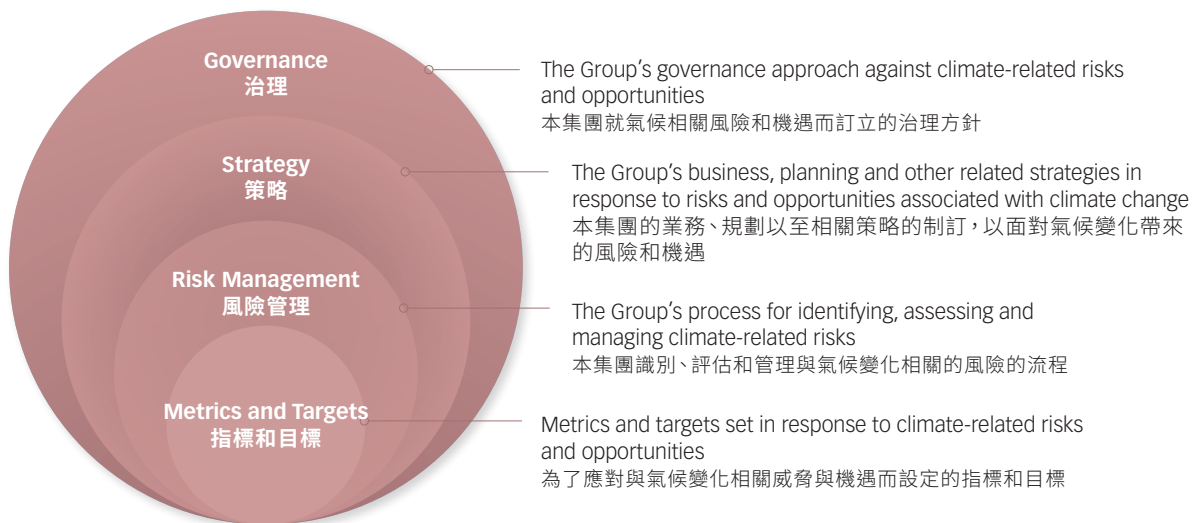 Governance
治理
The Group's governance approach against climate-related risks
and opportunities
本集團就氣候相關風險和機遇而訂立的治理方針
Strategy
策略
The Group's business, planning and other related strategies in
response to risks and opportunities associated with climate change
本集團的業務、規劃以至相關策略的制訂，以面對氣候變化帶來
的風險和機遇
Risk Management
風險管理
The Group's process for identifying, assessing and
managing climate-related risks
本集團識別、評估和管理與氣候變化相關的風險的流程
Metrics and Targets
指標和目標
Metrics and targets set in response to climate-related risks
and opportunities
為了應對與氣候變化相關威脅與機遇而設定的指標和目標